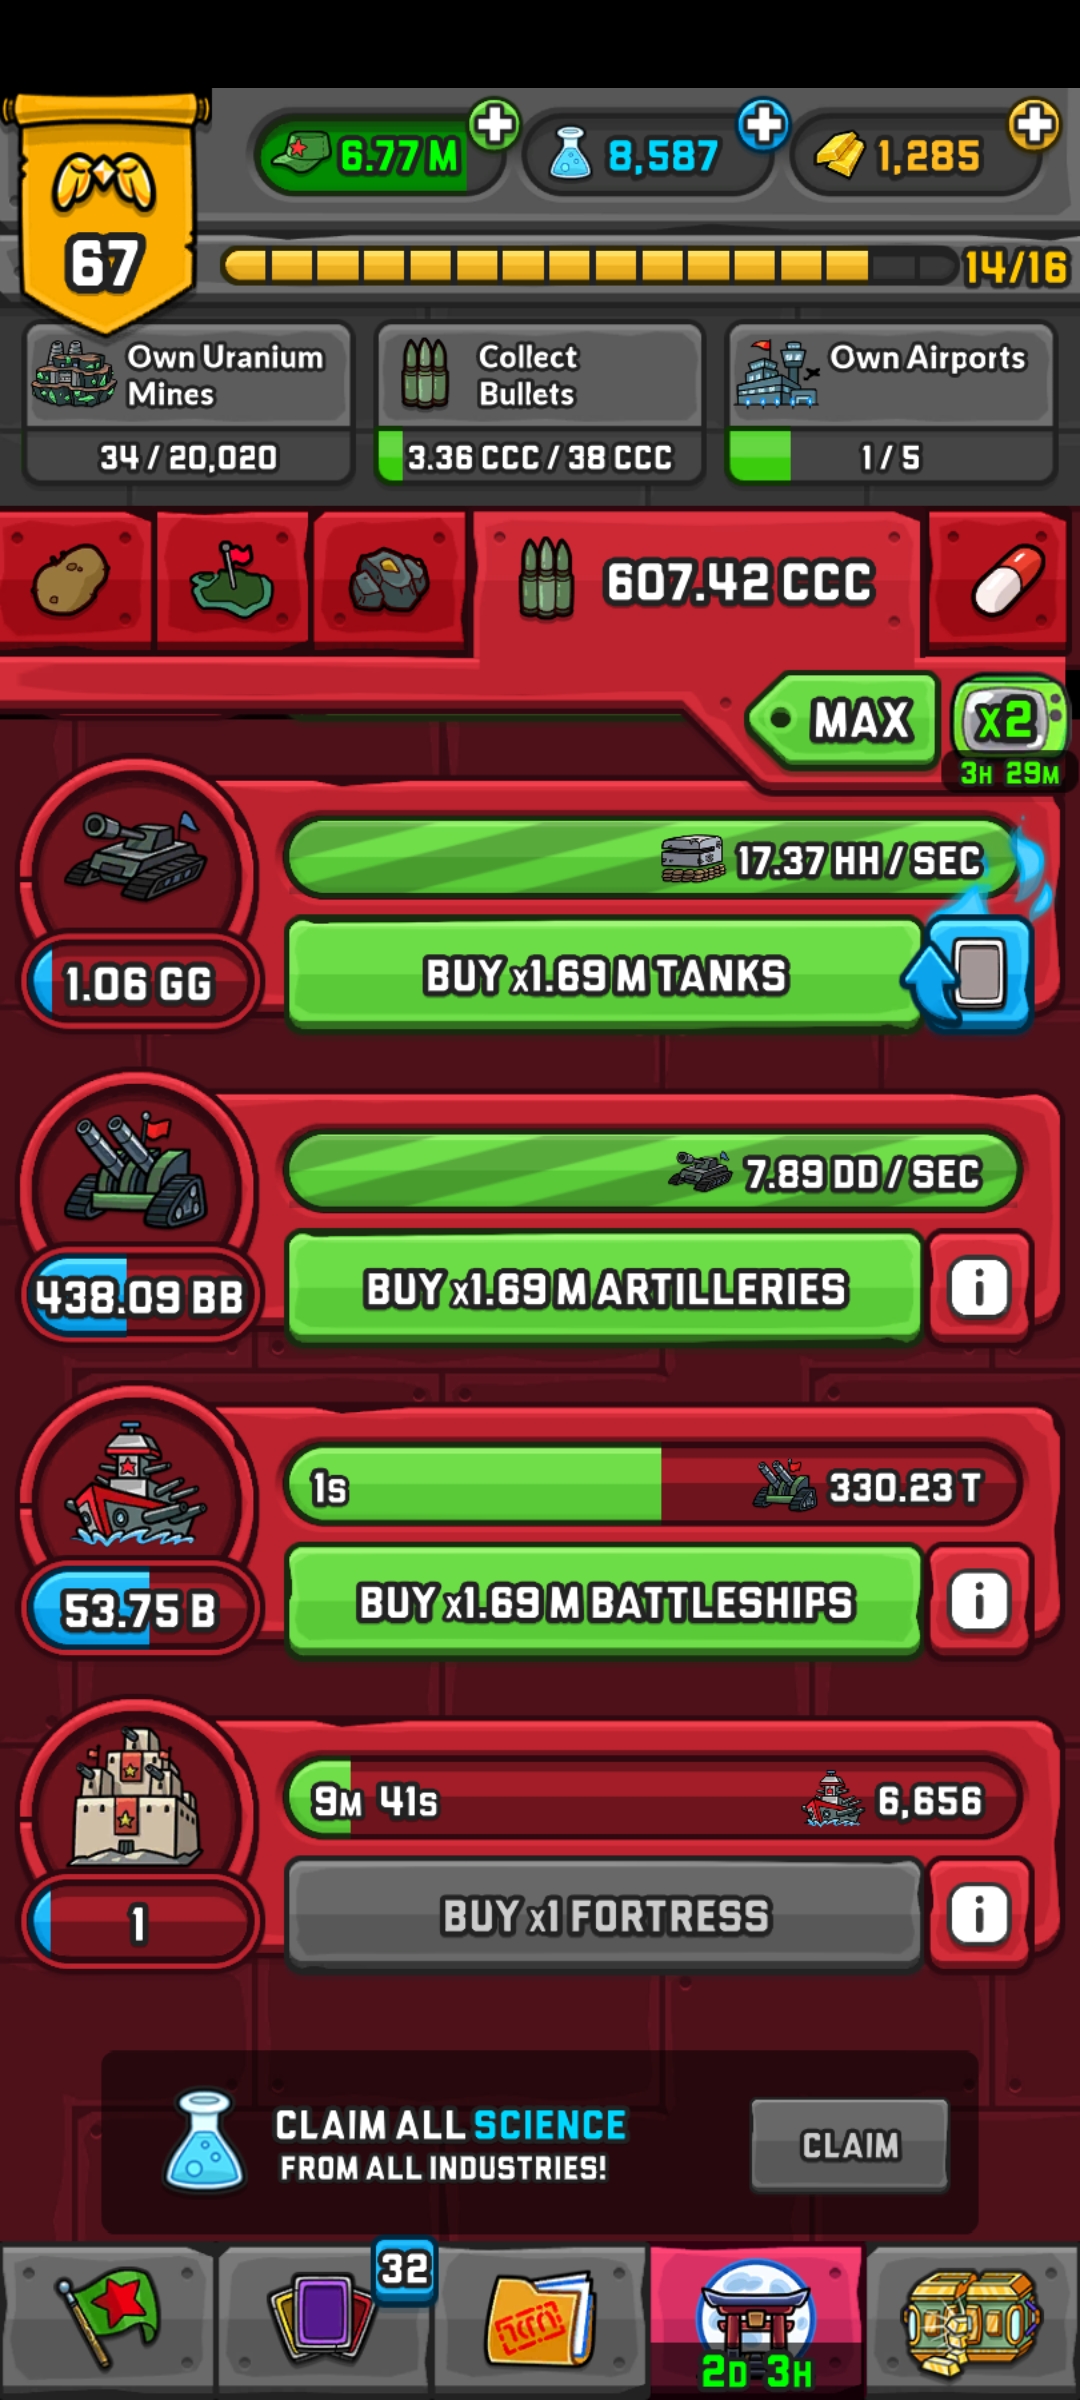 67
6.77 M
8,587
1,285
14/16
Own Uranium
Mines
34 / 20,020
Collect
Bullets
3.36 CCC / 38 CCC
Own Airports
1 / 5
607.42 CCC
MAX
x2
3H 29M
17.37 HH / SEC
1.06 GG
BUY x1.69 M TANKS
7.89 DD / SEC
438.09 BB
BUY x1.69 M ARTILLERIES
i
1s
330.23 T
53.75 B
BUY x1.69 M BATTLESHIPS
i
9M 41s
6,656
1
BUY x1 FORTRESS
i
CLAIM ALL SCIENCE
FROM ALL INDUSTRIES!
CLAIM
32
2D 3H